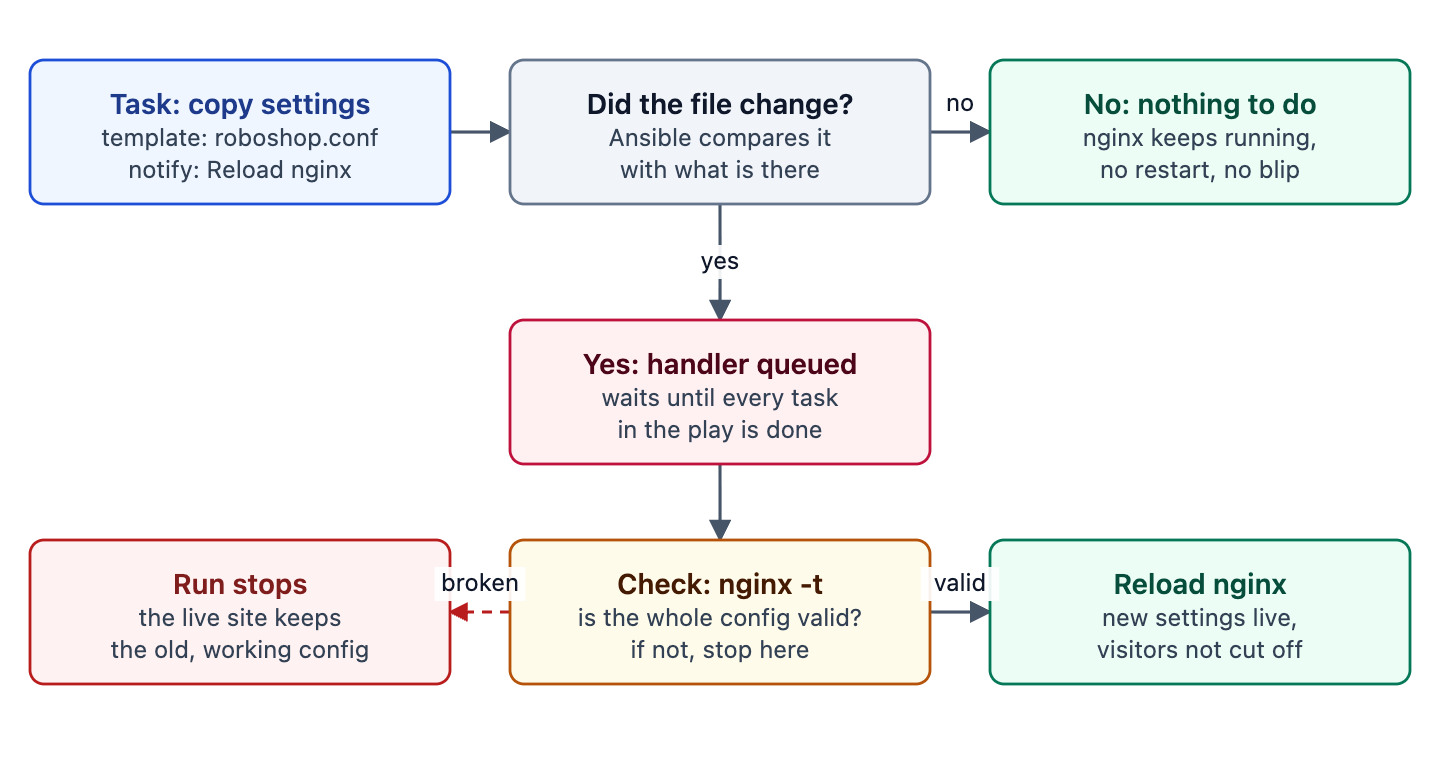 Task: copy settings
template: roboshop.conf
notify: Reload nginx
Did the file change?
Ansible compares it
with what is there
no
No: nothing to do
nginx keeps running,
no restart, no blip
yes
Yes: handler queued
waits until every task
in the play is done
Run stops
the live site keeps
the old, working config
broken
Check: nginx -t
is the whole config valid?
if not, stop here
valid
Reload nginx
new settings live,
visitors not cut off